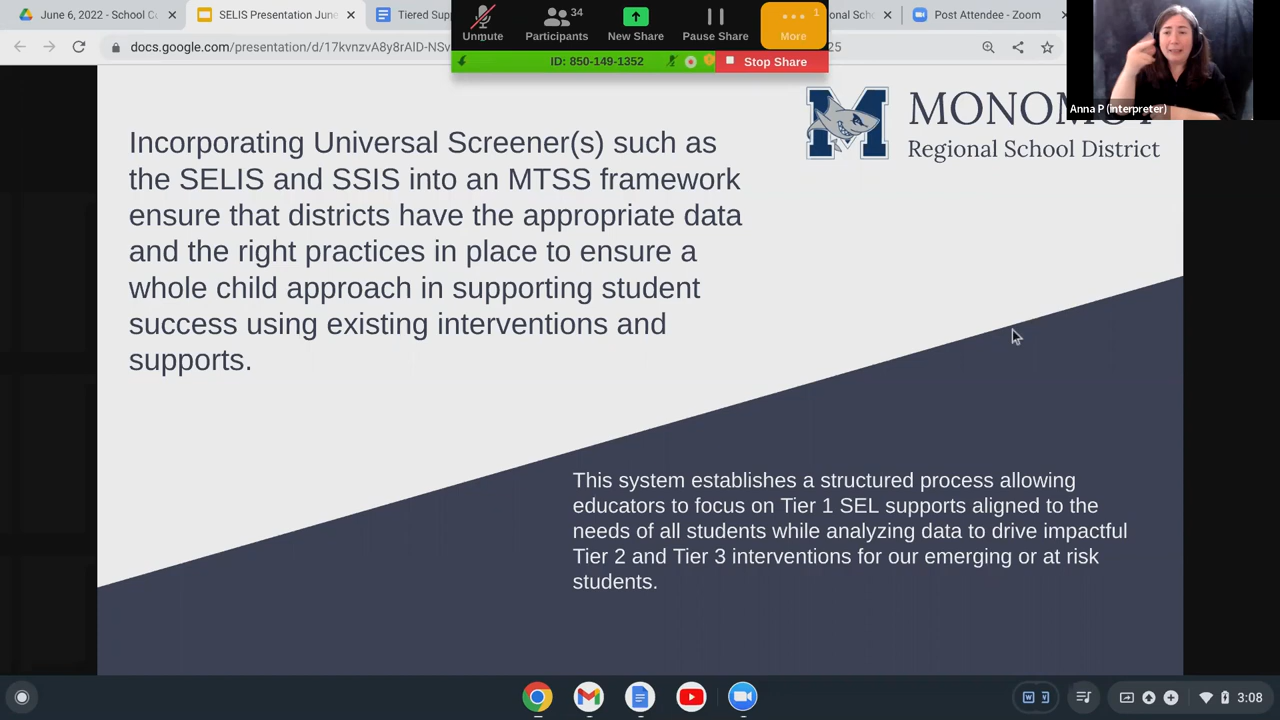 June 6, 2022 - School C
SELIS Presentation June
Tiered Sup
onal Sch
Post Attendee - Zoom
Unmute
Participants
34
New Share
Pause Share
More
1
docs.google.com/presentation/d/17kvnzvA8y8rAID-NSv
25
ID: 850-149-1352
Stop Share
Anna P (interpreter)
M
MONOMOY
Regional School District
Incorporating Universal Screener(s) such as
the SELIS and SSIS into an MTSS framework
ensure that districts have the appropriate data
and the right practices in place to ensure a
whole child approach in supporting student
success using existing interventions and
supports.
This system establishes a structured process allowing
educators to focus on Tier 1 SEL supports aligned to the
needs of all students while analyzing data to drive impactful
Tier 2 and Tier 3 interventions for our emerging or at risk
students.
3:08